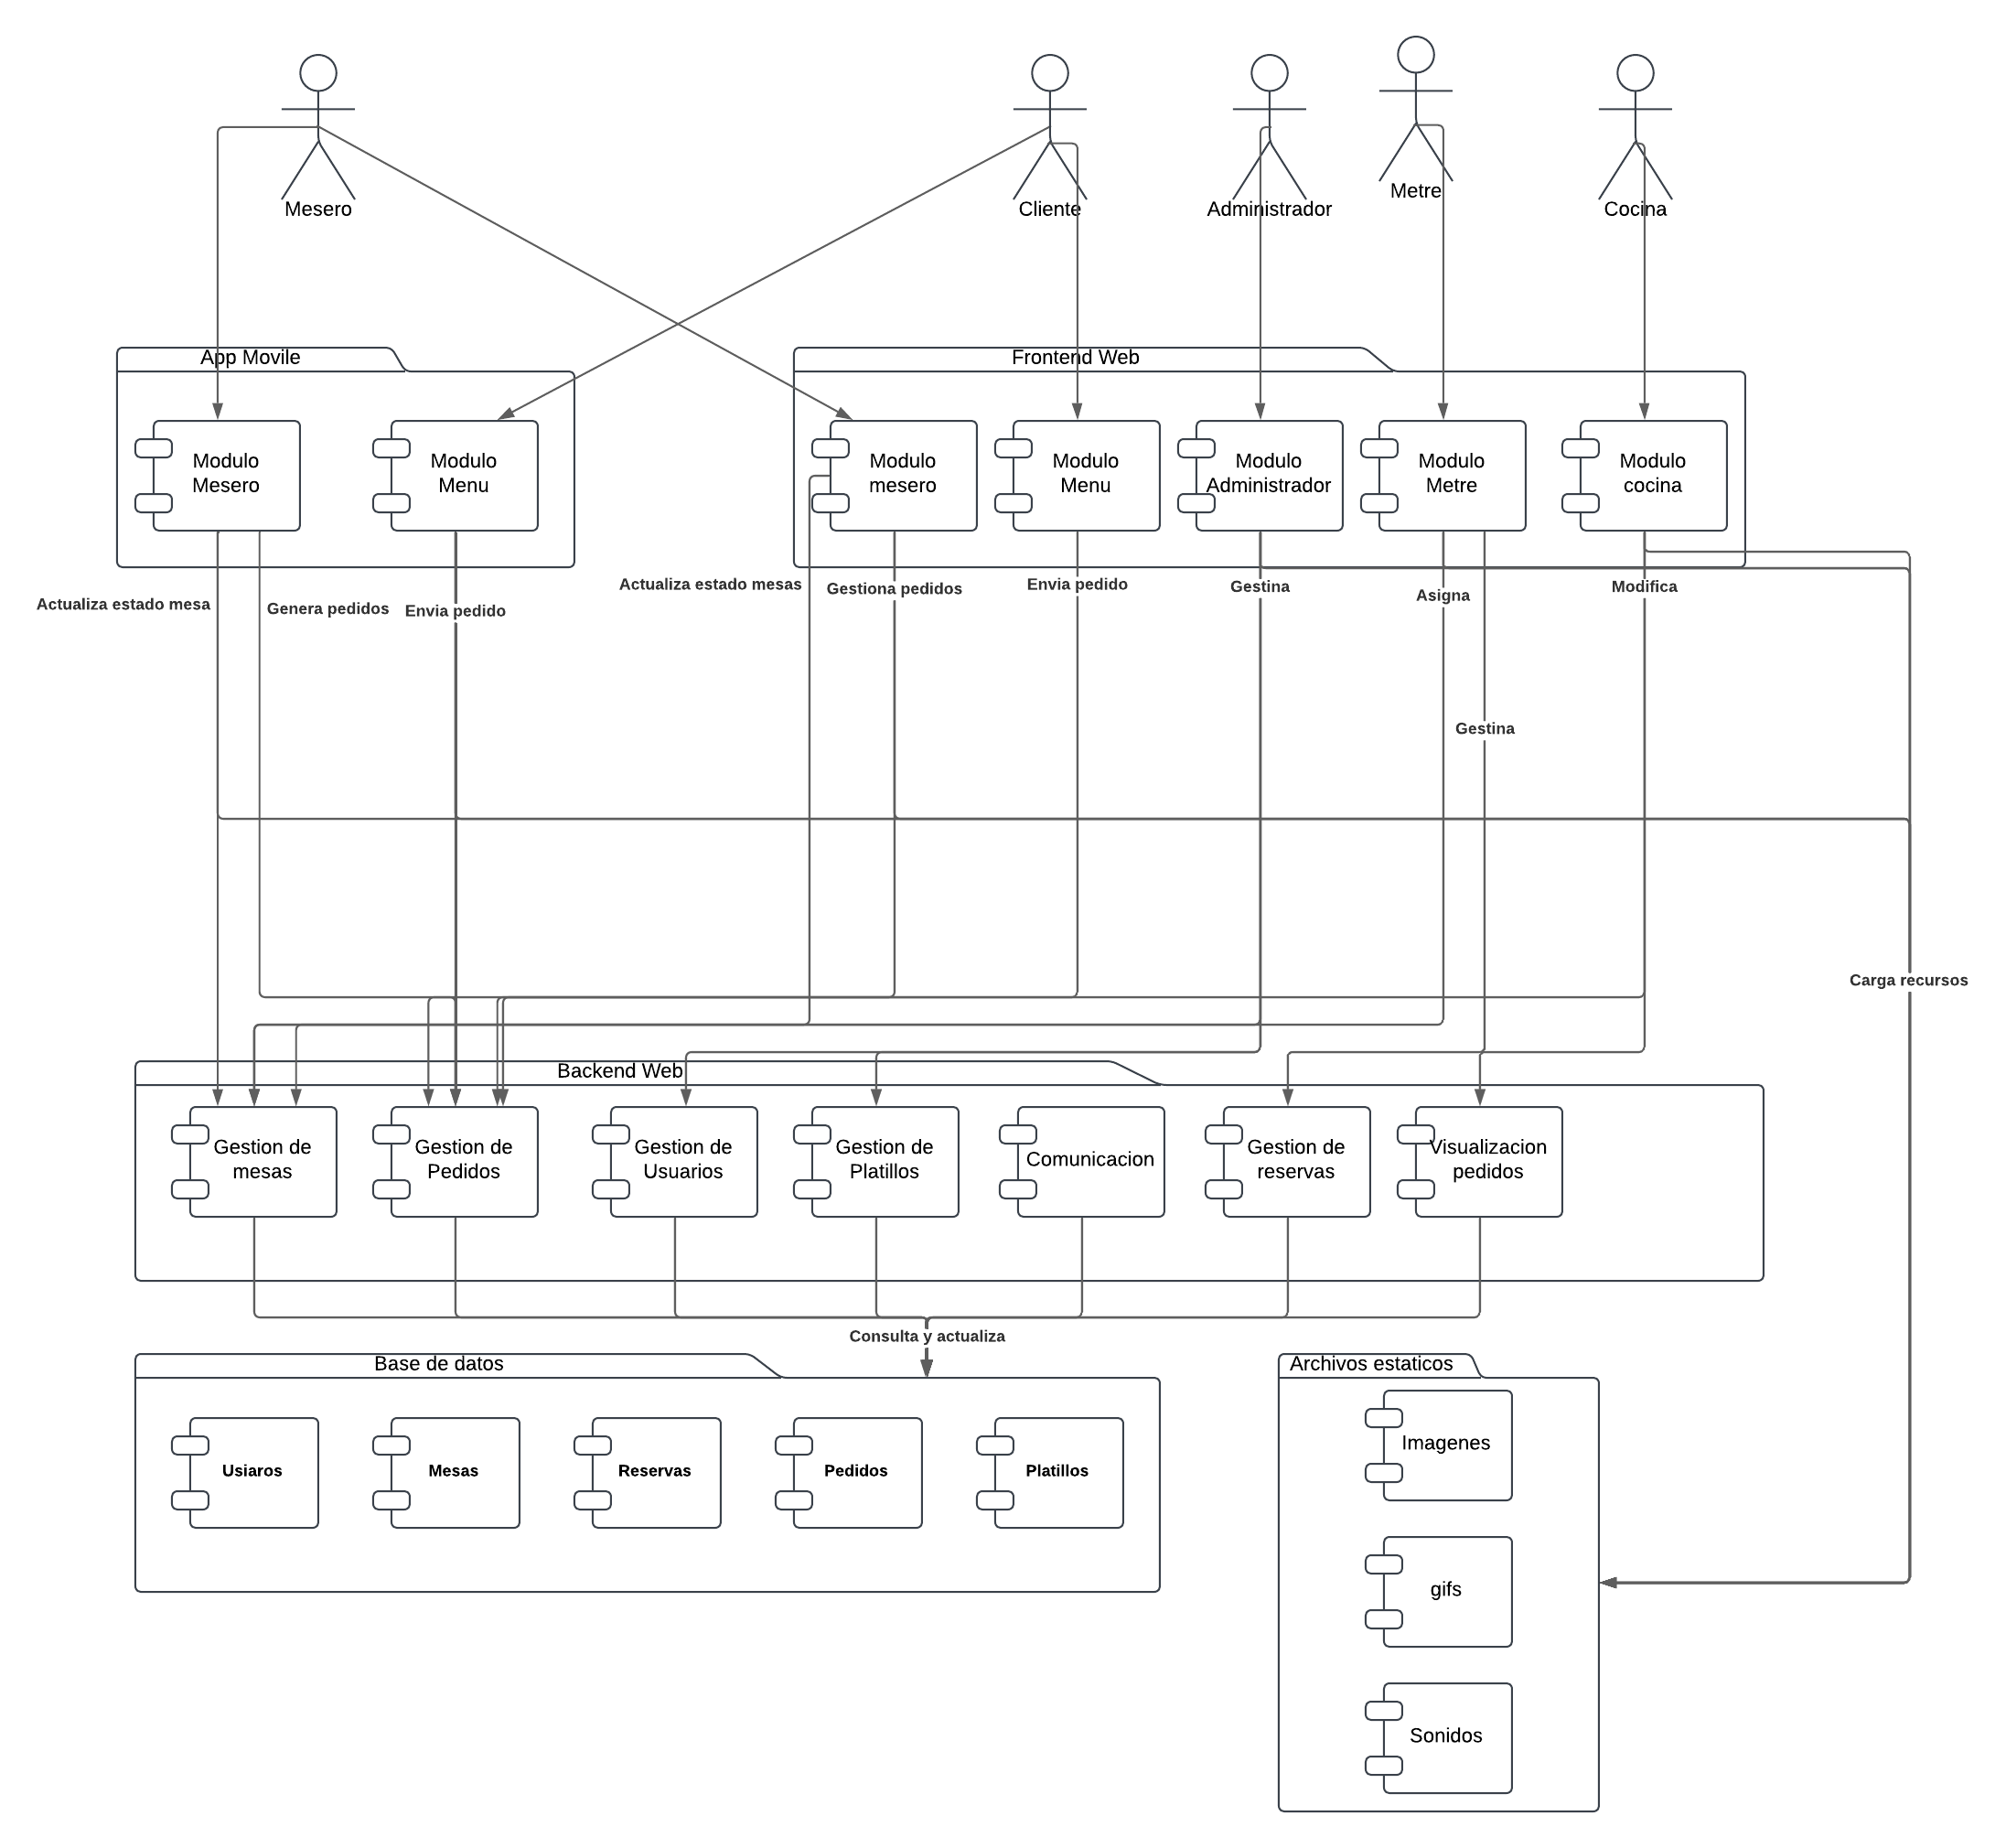 Mesero
Cliente
Administrador
Metre
Cocina
App Movile
Frontend Web
Modulo
Mesero
Modulo
Menu
Modulo
mesero
Modulo
Menu
Modulo
Administrador
Modulo
Metre
Modulo
cocina
Actualiza estado mesa
Genera pedidos
Envia pedido
Actualiza estado mesas
Gestiona pedidos
Envia pedido
Gestina
Asigna
Modifica
Gestina
Carga recursos
Backend Web
Gestion de
mesas
Gestion de
Pedidos
Gestion de
Usuarios
Gestion de
Platillos
Comunicacion
Gestion de
reservas
Visualizacion
pedidos
Consulta y actualiza
Base de datos
Archivos estaticos
Usiaros
Mesas
Reservas
Pedidos
Platillos
Imagenes
gifs
Sonidos